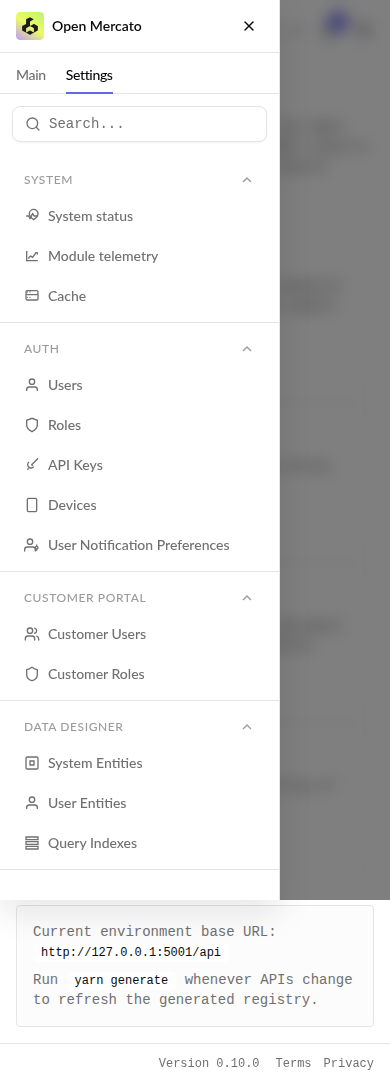 Open Mercato
Main Settings
Search...
SYSTEM
System status
Module telemetry
Cache
AUTH
Users
Roles
API Keys
Devices
User Notification Preferences
CUSTOMER PORTAL
Customer Users
Customer Roles
DATA DESIGNER
System Entities
User Entities
Query Indexes
Current environment base URL:
http://127.0.0.1:5001/api
Run yarn generate whenever APIs change
to refresh the generated registry.
Version 0.10.0 Terms Privacy